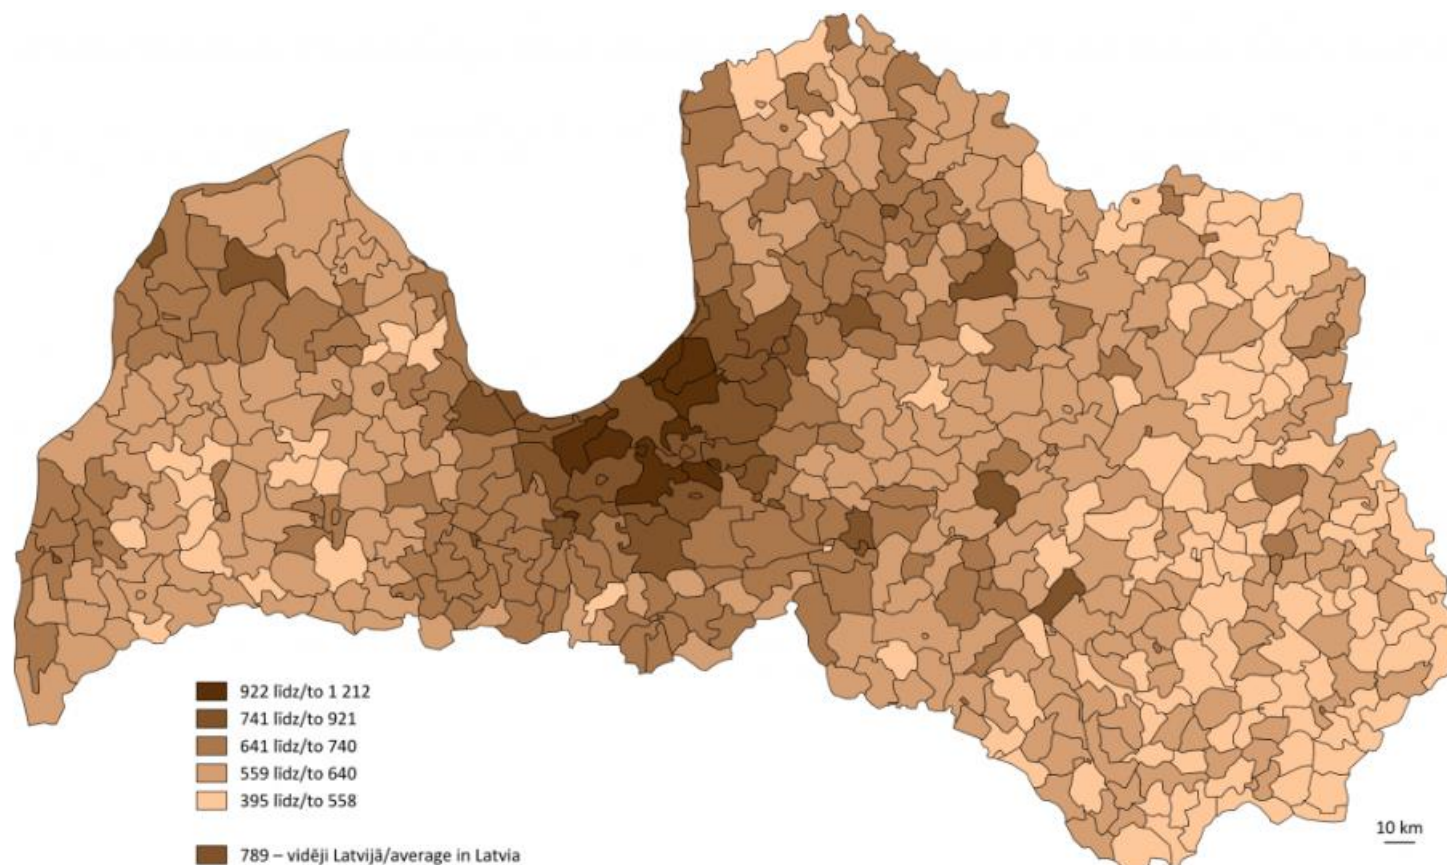 922 līdz/to 1 212
741 līdz/to 921
641 līdz/to 740
559 līdz/to 640
395 līdz/to 558
789 – vidēji Latvijā/average in Latvia
10 km